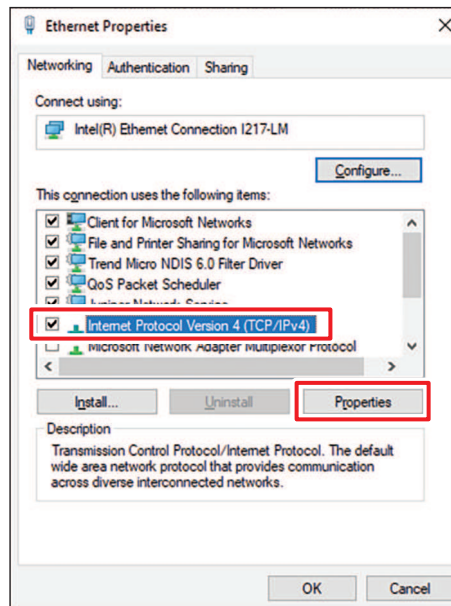 Ethernet Properties
Networking Authentication Sharing
Connect using:
Intel(R) Ethernet Connection I217-LM
Configure...
This connection uses the following items:
Client for Microsoft Networks
File and Printer Sharing for Microsoft Networks
Trend Micro NDIS 6.0 Filter Driver
QoS Packet Scheduler
Juniper Network Service
Internet Protocol Version 4 (TCP/IPv4)
Microsoft Network Adapter Multiplexor Protocol
Install... Uninstall Properties
Description
Transmission Control Protocol/Internet Protocol. The default
wide area network protocol that provides communication
across diverse interconnected networks.
OK Cancel